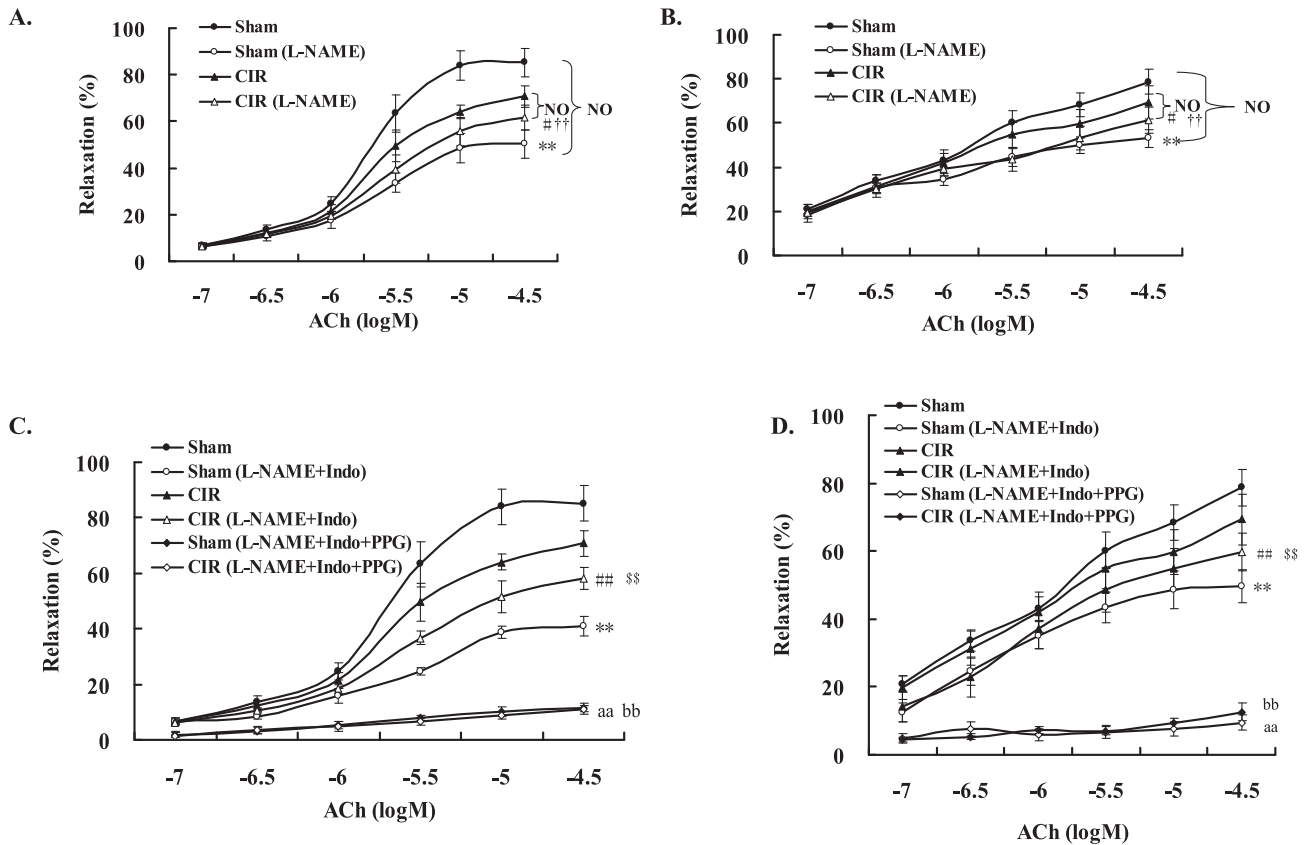 A.
Sham
Sham (L-NAME)
CIR
CIR (L-NAME)
100
80
60
40
20
0
Relaxation (%)
NO
NO
#††
**
-7 -6.5 -6 -5.5 -5 -4.5
ACh (logM)
B.
Sham
Sham (L-NAME)
CIR
CIR (L-NAME)
100
80
60
40
20
0
Relaxation (%)
NO
NO
# ††
**
-7 -6.5 -6 -5.5 -5 -4.5
ACh (logM)
C.
Sham
Sham (L-NAME+Indo)
CIR
CIR (L-NAME+Indo)
Sham (L-NAME+Indo+PPG)
CIR (L-NAME+Indo+PPG)
100
80
60
40
20
0
Relaxation (%)
## $$
**
aa bb
-7 -6.5 -6 -5.5 -5 -4.5
ACh (logM)
D.
Sham
Sham (L-NAME+Indo)
CIR
CIR (L-NAME+Indo)
Sham (L-NAME+Indo+PPG)
CIR (L-NAME+Indo+PPG)
100
80
60
40
20
0
Relaxation (%)
## $$
**
bb
aa
-7 -6.5 -6 -5.5 -5 -4.5
ACh (logM)